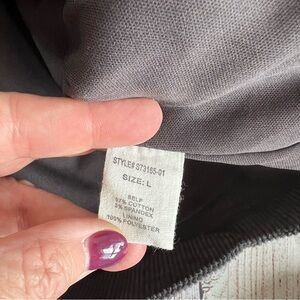 STYLE# S73165-01
SIZE: L
SELF
97% COTTON
3% SPANDEX
LINING
100% POLYESTER